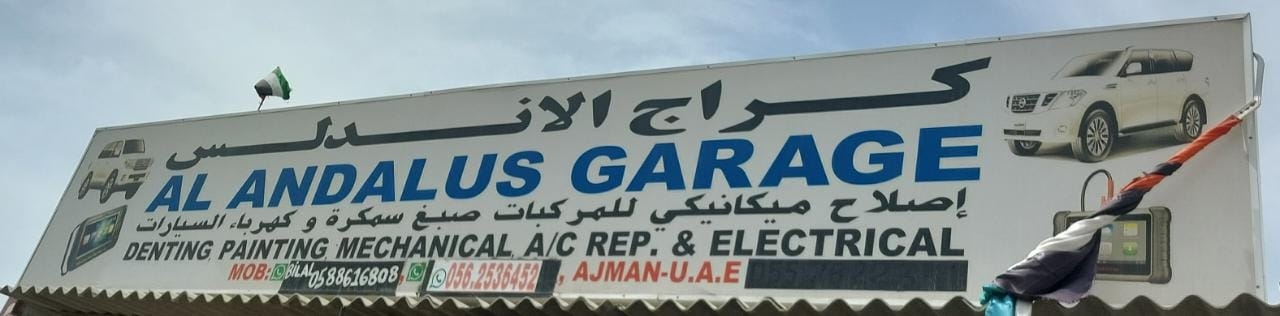 كراج الاندلس
AL ANDALUS GARAGE
إصلاح ميكانيكي للمركبات صبغ سمكرة و كهرباء السيارات
DENTING PAINTING MECHANICAL A/C REP. & ELECTRICAL
MOB: BILAL 0588616808, 056.2536452, AJMAN-U.A.E